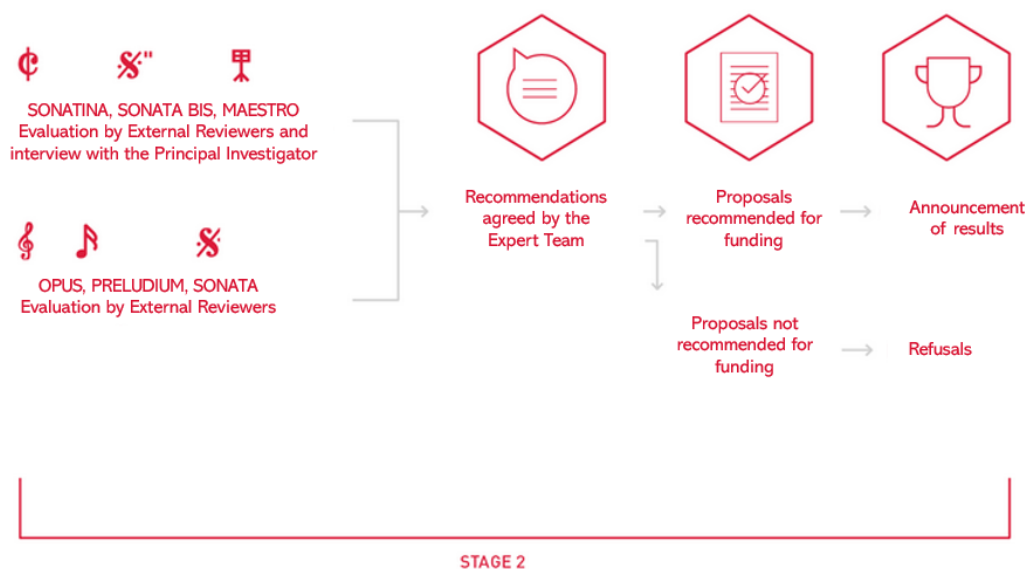 SONATINA, SONATA BIS, MAESTRO
Evaluation by External Reviewers and
interview with the Principal Investigator
OPUS, PRELUDIUM, SONATA
Evaluation by External Reviewers
Recommendations
agreed by the
Expert Team
Proposals
recommended for
funding
Announcement
of results
Proposals not
recommended for
funding
Refusals
STAGE 2